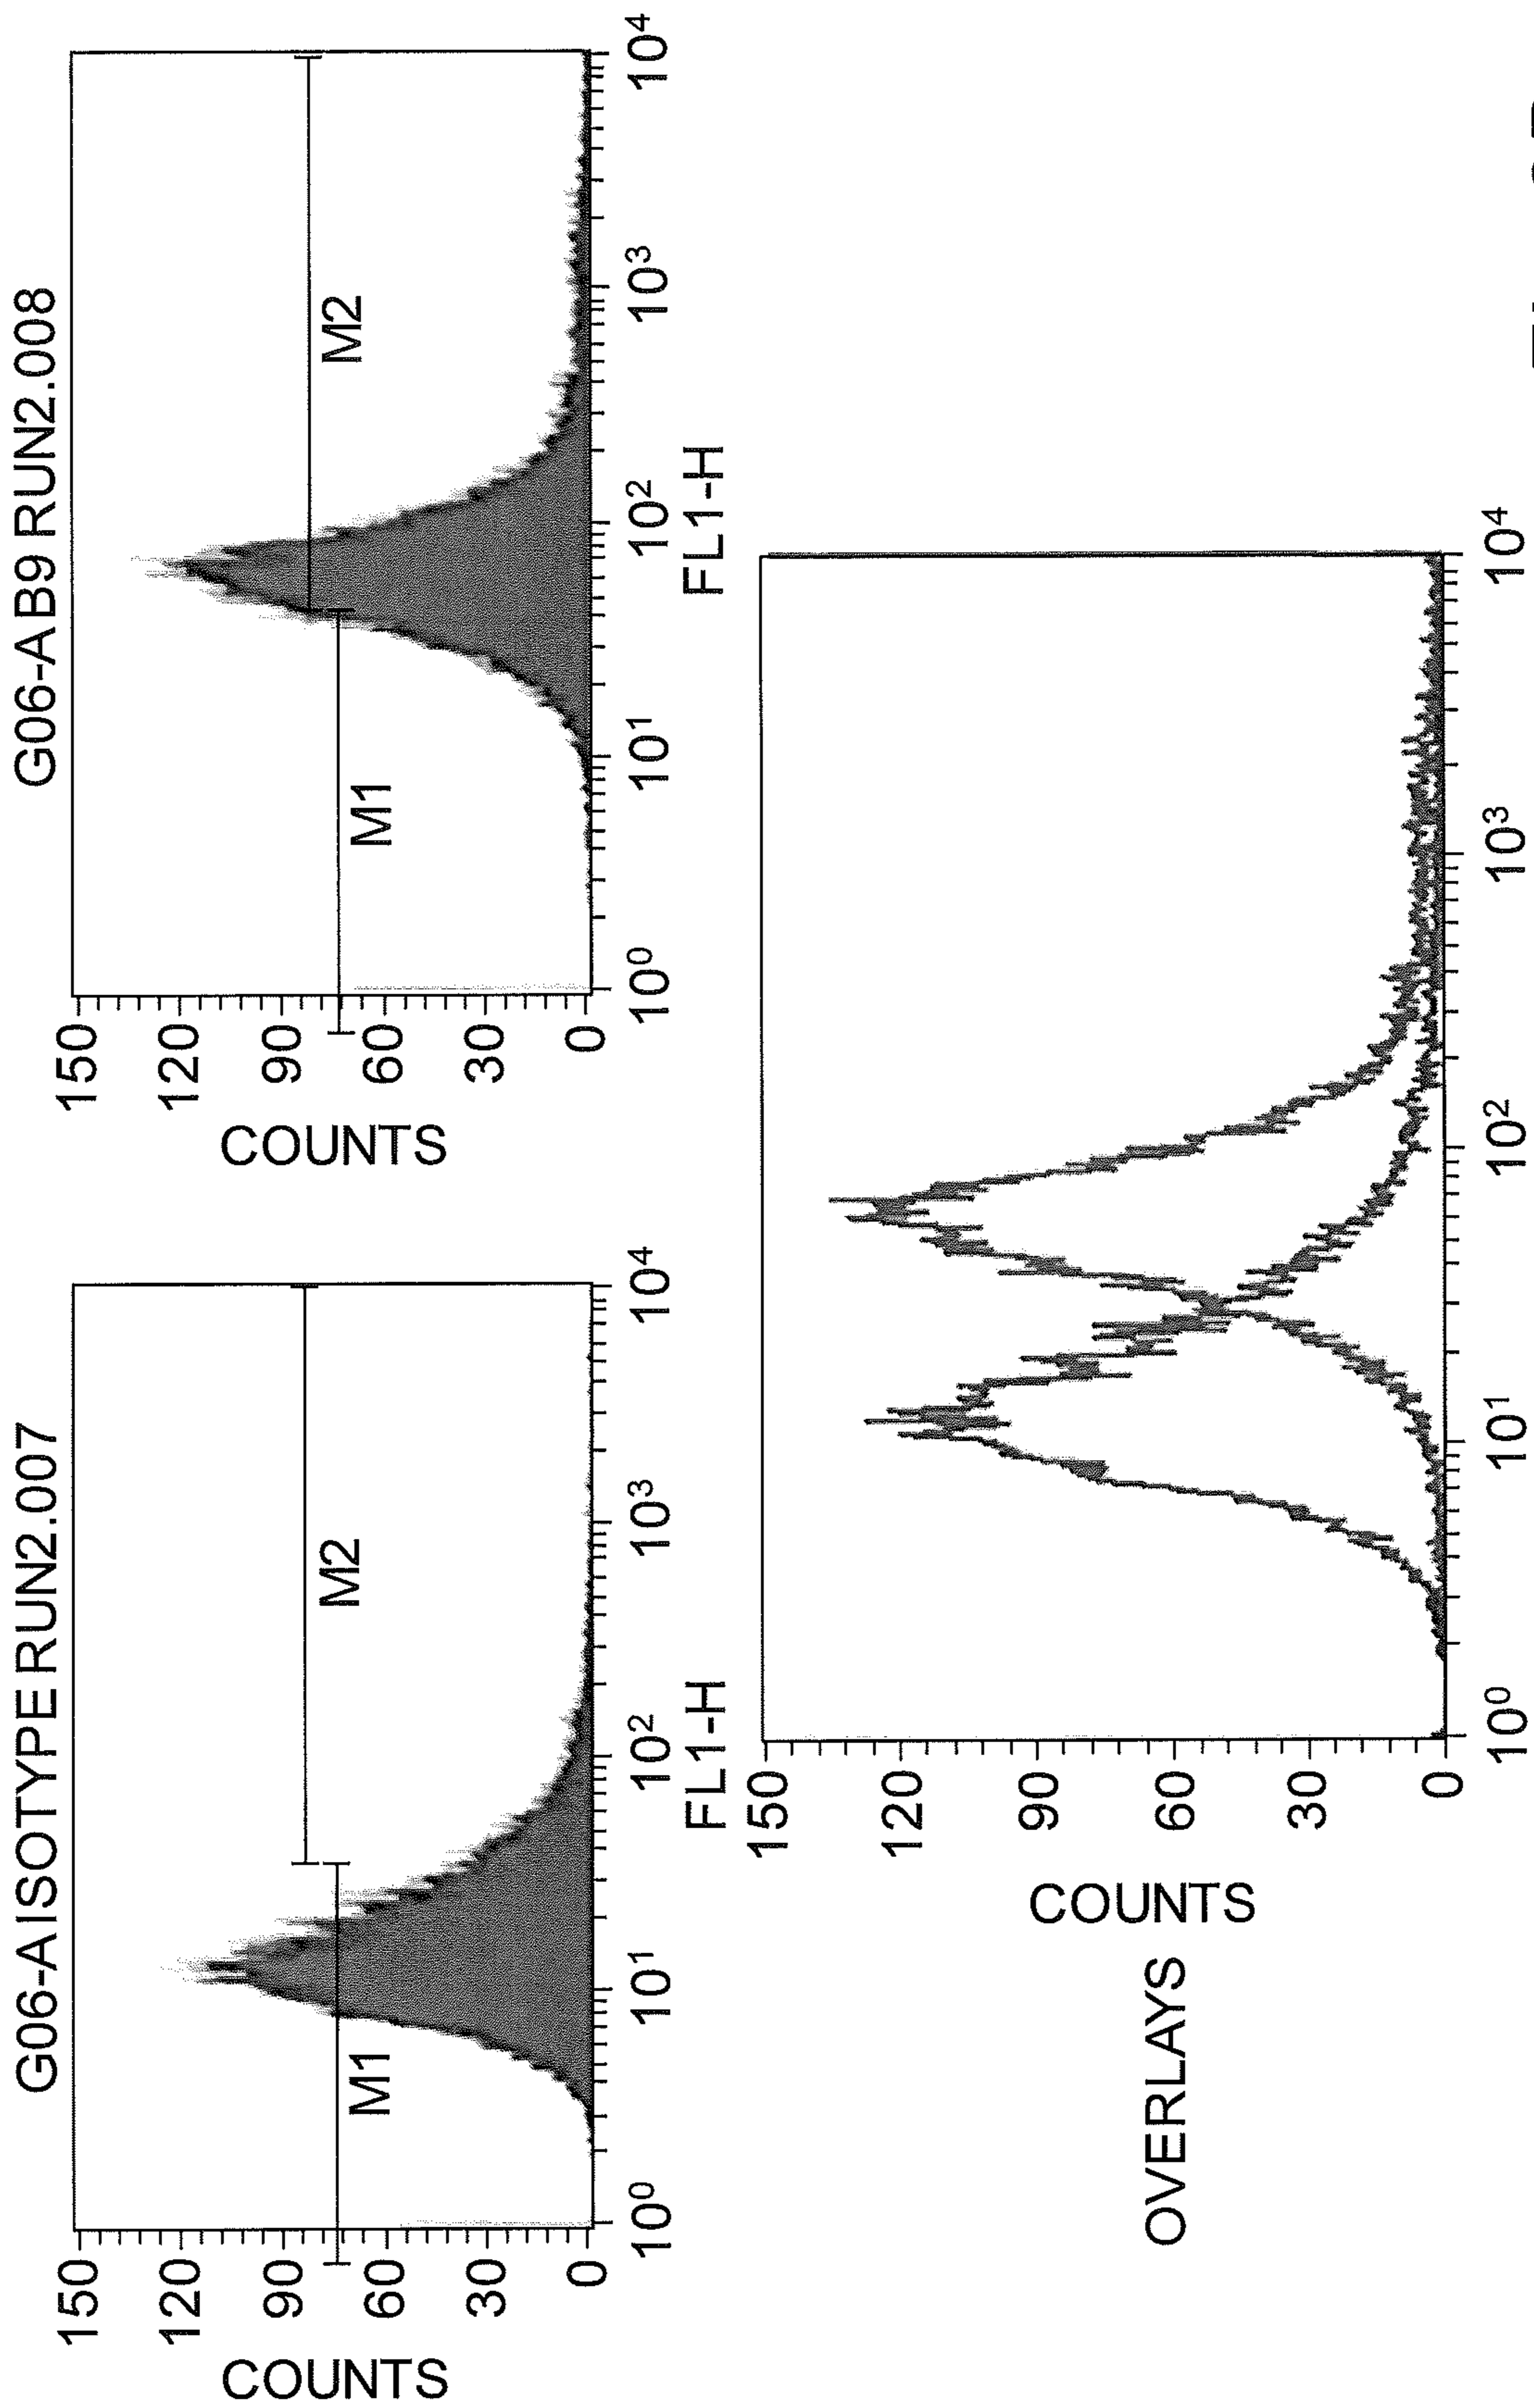 G06-A ISOTYPE RUN2.007
COUNTS
150
120
90
60
30
0
M1
M2
10⁰
10¹
10²
10³
10⁴
FL1-H
G06-A B9 RUN2.008
COUNTS
150
120
90
60
30
0
M1
M2
10⁰
10¹
10²
10³
10⁴
FL1-H
OVERLAYS
COUNTS
150
120
90
60
30
0
10⁰
10¹
10²
10³
10⁴